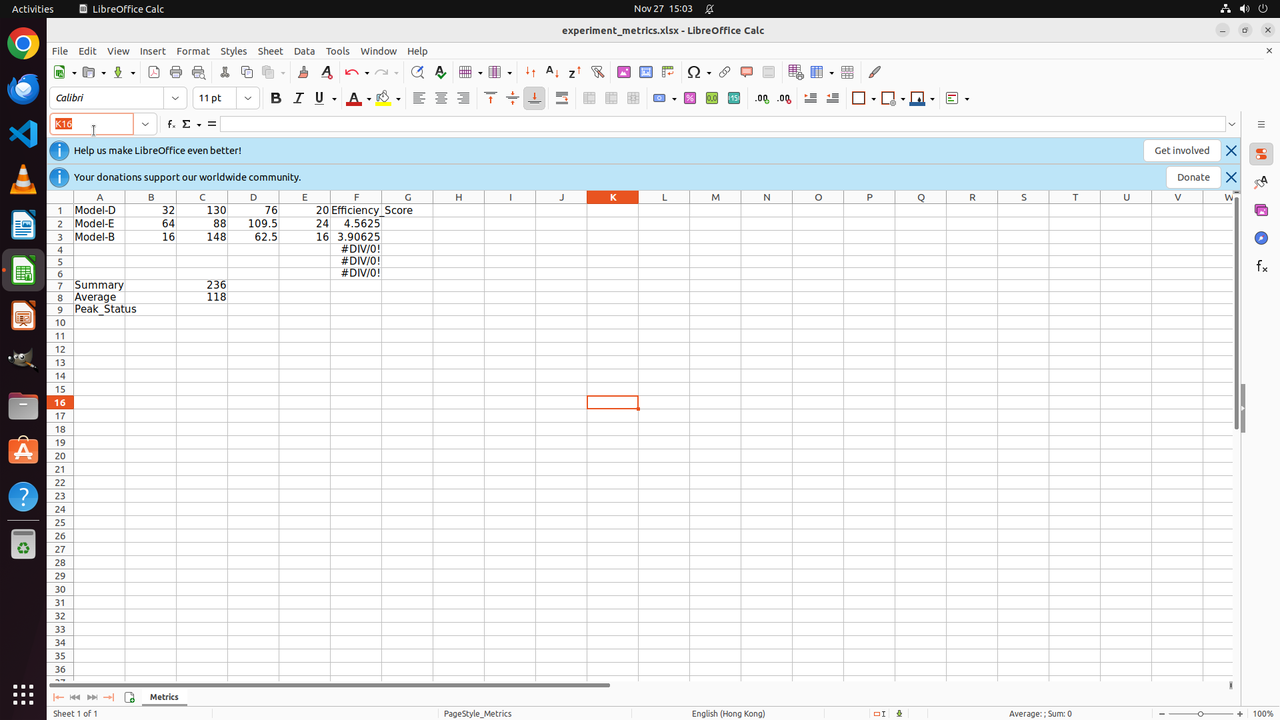 Activities LibreOffice Calc Nov 27 15:03
experiment_metrics.xlsx - LibreOffice Calc
File Edit View Insert Format Styles Sheet Data Tools Window Help
Calibri 11 pt
K16
Help us make LibreOffice even better! Get involved
Your donations support our worldwide community. Donate
A B C D E F G H I J K L M N O P Q R S T U V W
1 Model-D 32 130 76 20 Efficiency_Score
2 Model-E 64 88 109.5 24 4.5625
3 Model-B 16 148 62.5 16 3.90625
4 #DIV/0!
5 #DIV/0!
6 #DIV/0!
7 Summary 236
8 Average 118
9 Peak_Status
10
11
12
13
14
15
16
17
18
19
20
21
22
23
24
25
26
27
28
29
30
31
32
33
34
35
36
Metrics
Sheet 1 of 1 PageStyle_Metrics English (Hong Kong) Average: ; Sum: 0 100%